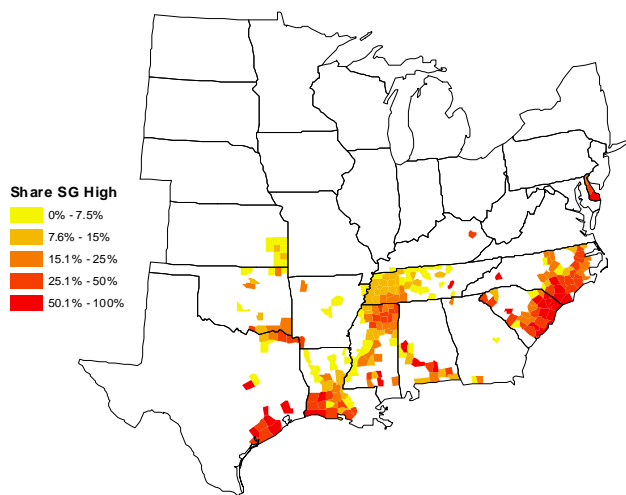 Share SG High
0% - 7.5%
7.6% - 15%
15.1% - 25%
25.1% - 50%
50.1% - 100%